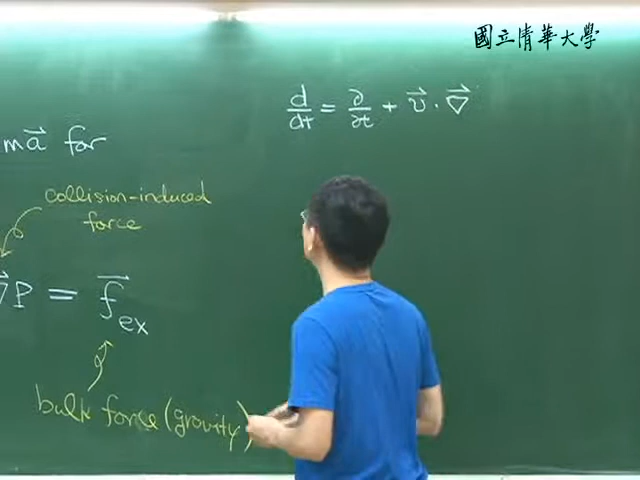 國立清華大學
d/dt = ∂/∂t + v⃗ · ∇⃗
ma⃗ for
collision-induced
force
∇⃗P = f⃗ex
bulk force (gravity)